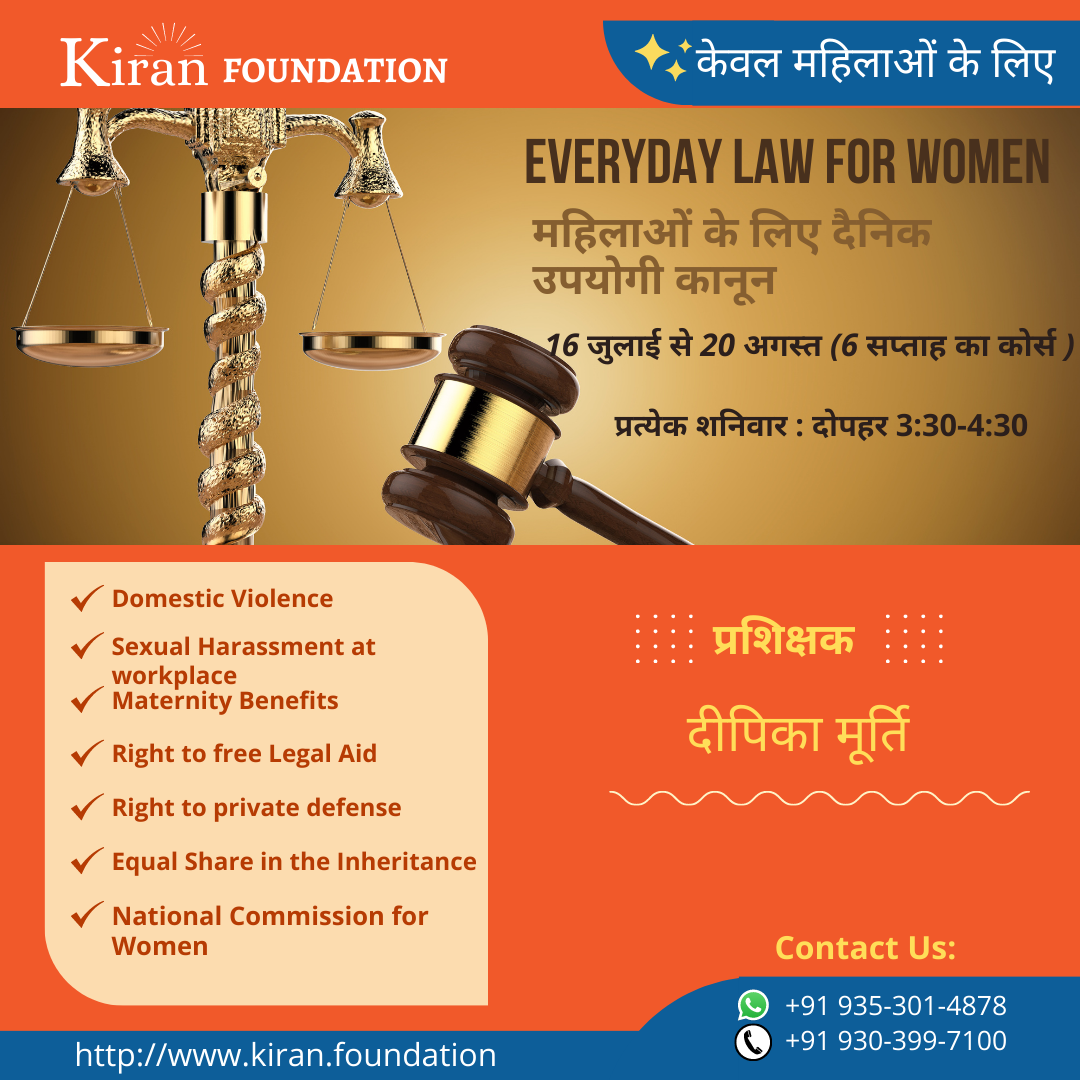 Kiran FOUNDATION
केवल महिलाओं के लिए
EVERYDAY LAW FOR WOMEN
महिलाओं के लिए दैनिक
उपयोगी कानून
16 जुलाई से 20 अगस्त (6 सप्ताह का कोर्स )
प्रत्येक शनिवार : दोपहर 3:30-4:30
Domestic Violence
Sexual Harassment at
workplace
Maternity Benefits
Right to free Legal Aid
Right to private defense
Equal Share in the Inheritance
National Commission for
Women
प्रशिक्षक
दीपिका मूर्ति
Contact Us:
+91 935-301-4878
+91 930-399-7100
http://www.kiran.foundation